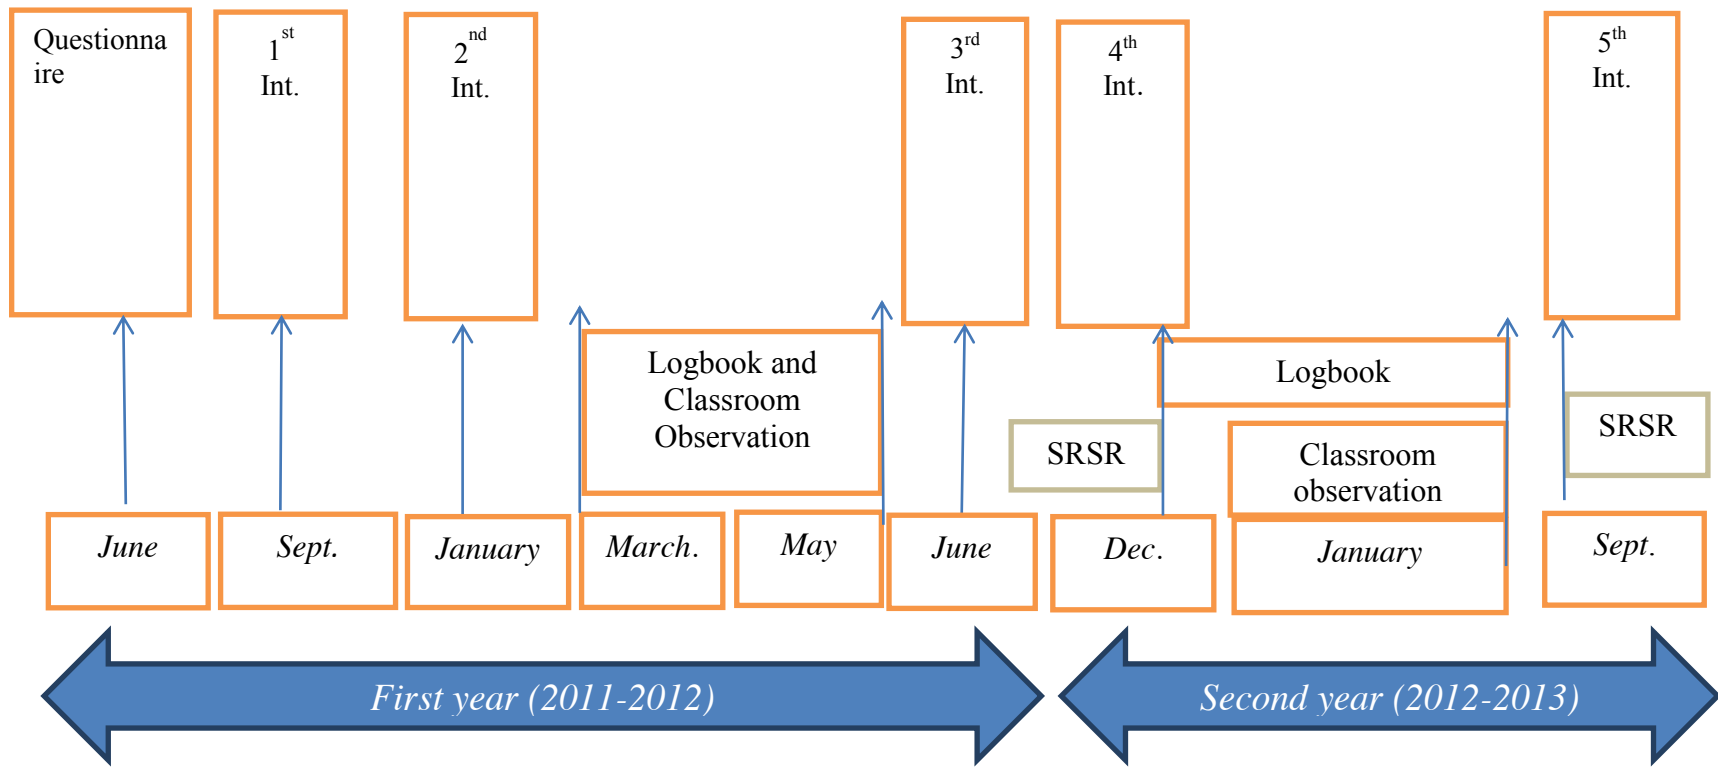 Questionna
ire
1st
Int.
2nd
Int.
3rd
Int.
4th
Int.
5th
Int.
Logbook and
Classroom
Observation
Logbook
SRSR
Classroom
observation
SRSR
June
Sept.
January
March.
May
June
Dec.
January
Sept.
First year (2011-2012)
Second year (2012-2013)